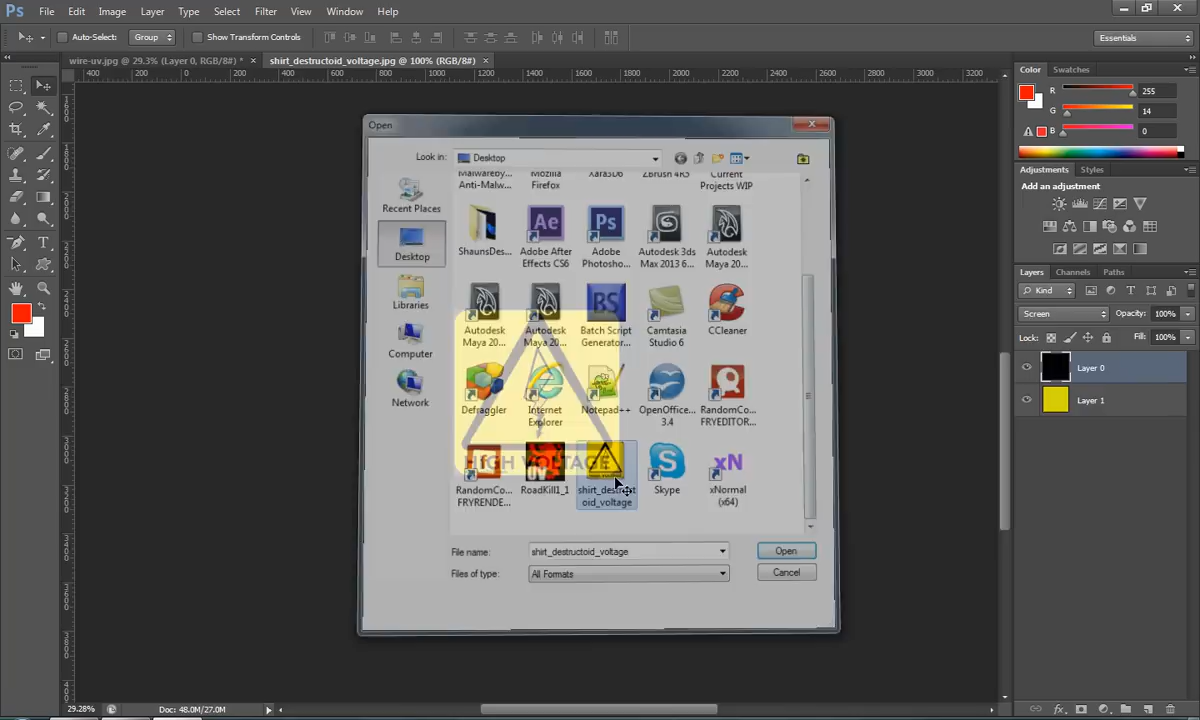 Ps File Edit Image Layer Type Select Filter View Window Help
Auto-Select: Group Show Transform Controls Essentials
wire-uv.jpg @ 29.3% (Layer 0, RGB/8#) * × shirt_destructoid_voltage.jpg @ 100% (RGB/8#) ×
400 200 0 200 400 600 800 1000 1200 1400 1600 1800 2000 2200 2400 2600 2800 3000 3200
Color Swatches
R 255
G 14
B 0
Adjustments Styles
Add an adjustment
Layers Channels Paths
Kind
Screen Opacity: 100%
Lock: Fill: 100%
Layer 0
Layer 1
Open
Look in: Desktop
Recent Places
Desktop
Libraries
Computer
Network
Malwareby... Mozilla Xara3D6 ZBrush 4R5 Current
Anti-Malw... Firefox Projects WIP
ShaunsDes... Adobe After Adobe Autodesk 3ds Autodesk
Effects CS6 Photosho... Max 2013 6... Maya 20...
Autodesk Autodesk Batch Script Camtasia CCleaner
Maya 20... Maya 20... Generator... Studio 6
Defraggler Internet Notepad++ OpenOffice... RandomCo...
Explorer 3.4 FRYEDITOR...
HIGH VOLTAGE
RandomCo... RoadKill1_1 shirt_destruct Skype xNormal
FRYRENDE... oid_voltage (x64)
File name: shirt_destructoid_voltage Open
Files of type: All Formats Cancel
29.28% Doc: 48.0M/27.0M